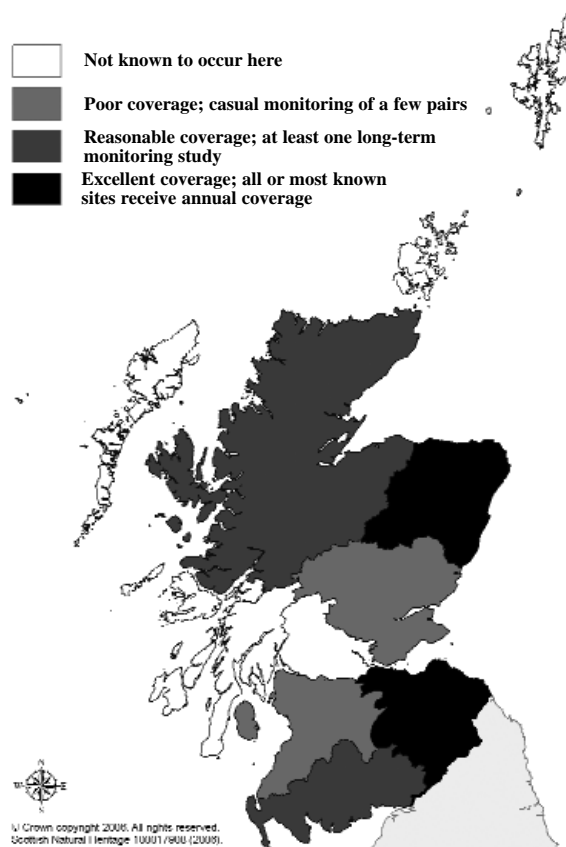 Not known to occur here
Poor coverage; casual monitoring of a few pairs
Reasonable coverage; at least one long-term
monitoring study
Excellent coverage; all or most known
sites receive annual coverage
N
W
E
S
© Crown copyright 2006. All rights reserved.
Scottish Natural Heritage 100017908 (2006).